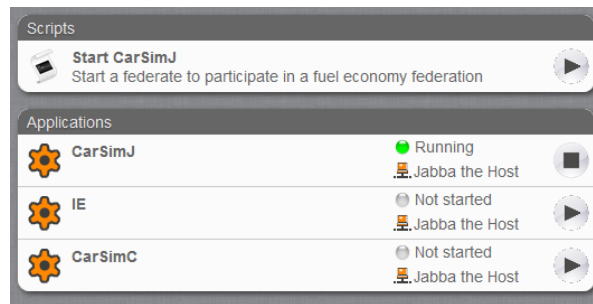 Scripts
Start CarSimJ
Start a federate to participate in a fuel economy federation
Applications
CarSimJ
Running
Jabba the Host
IE
Not started
Jabba the Host
CarSimC
Not started
Jabba the Host